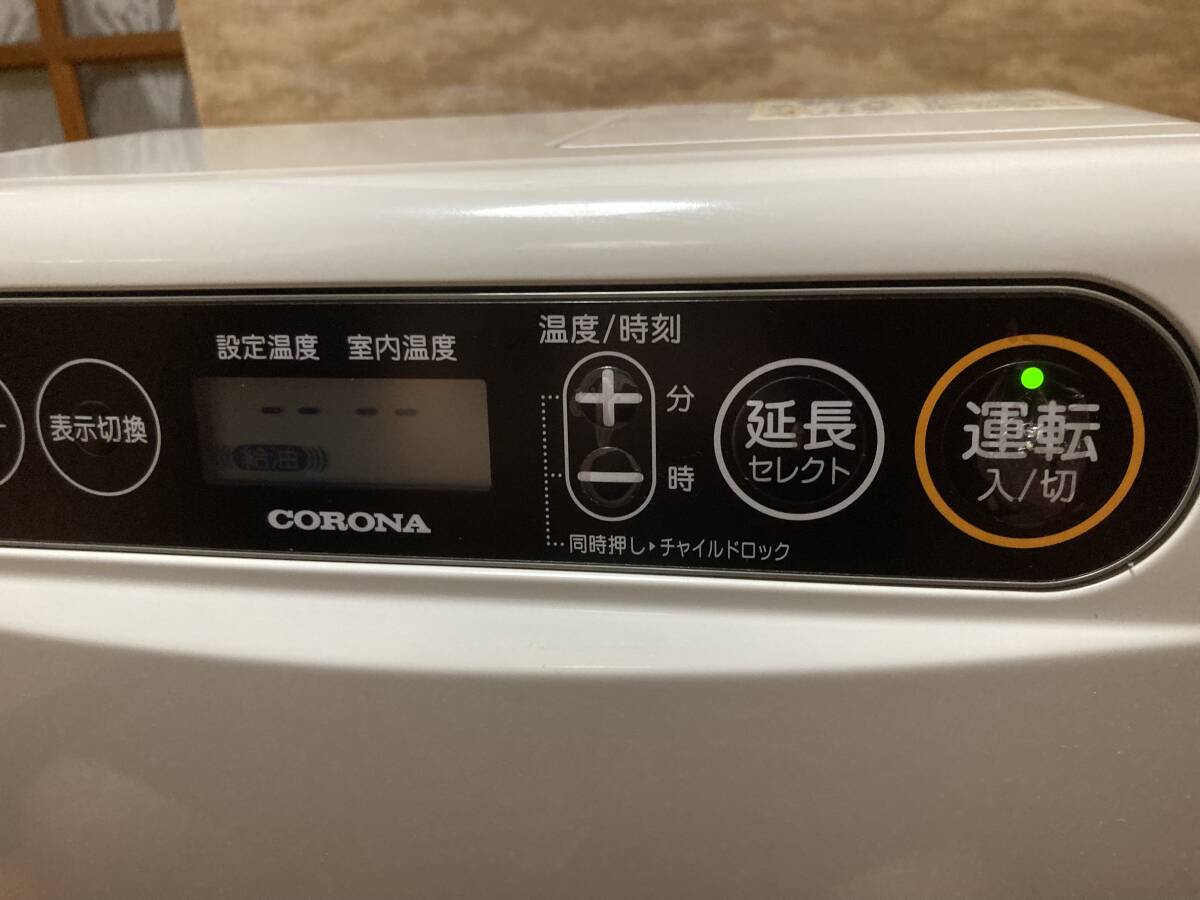 設定温度 室内温度
表示切換
-- --
給油
CORONA
温度/時刻
+ 分
- 時
同時押し▸チャイルドロック
延長
セレクト
運転
入/切